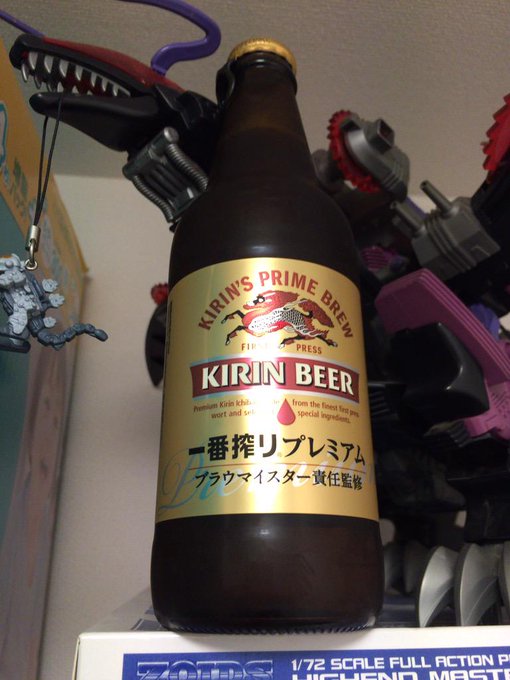 KIRIN'S PRIME BREW
FIRST PRESS
KIRIN BEER
Premium Kirin Ichiban from the finest first press
wort and special ingredients.
一番搾りプレミアム
ブラウマイスター責任監修
ZOIDS
1/72 SCALE FULL ACTION
HIGHEND MASTER